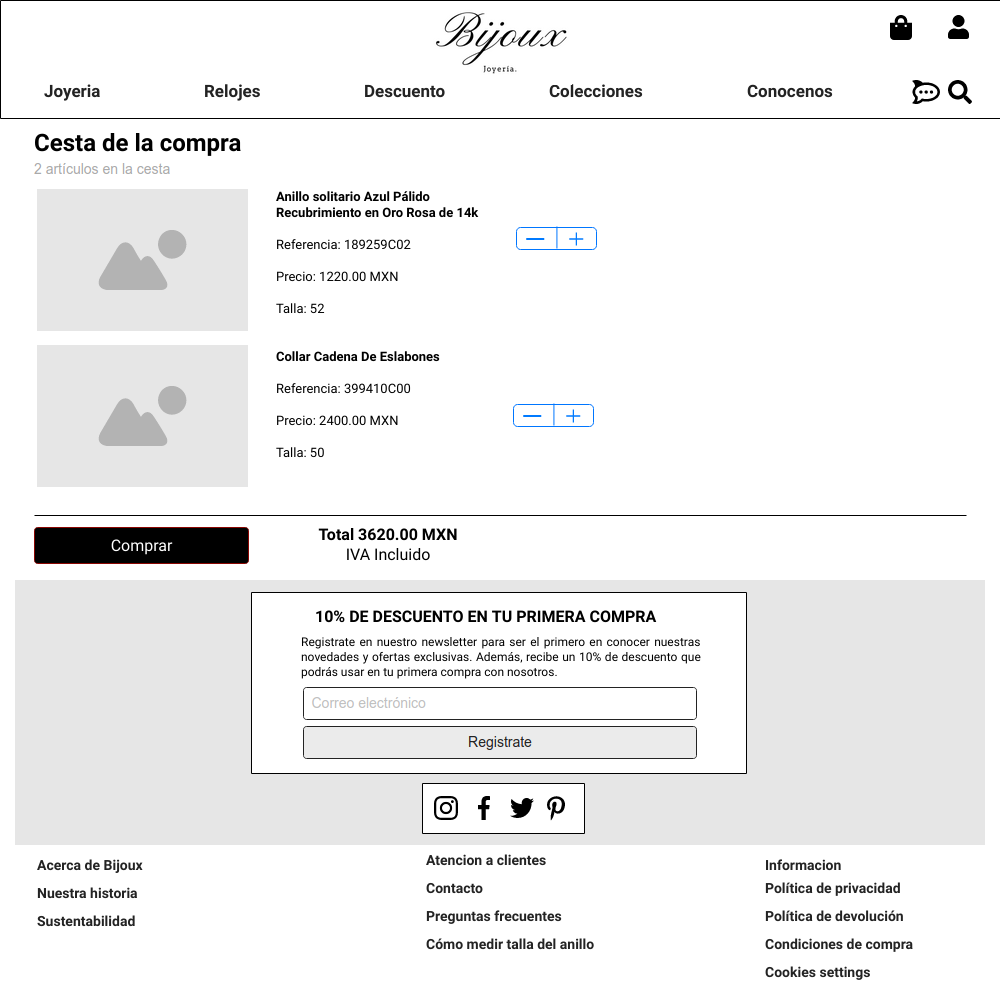 Bijoux
Joyería.
Joyeria
Relojes
Descuento
Colecciones
Conocenos
Cesta de la compra
2 artículos en la cesta
Anillo solitario Azul Pálido
Recubrimiento en Oro Rosa de 14k
Referencia: 189259C02
Precio: 1220.00 MXN
Talla: 52
Collar Cadena De Eslabones
Referencia: 399410C00
Precio: 2400.00 MXN
Talla: 50
Comprar
Total 3620.00 MXN
IVA Incluido
10% DE DESCUENTO EN TU PRIMERA COMPRA
Registrate en nuestro newsletter para ser el primero en conocer nuestras
novedades y ofertas exclusivas. Además, recibe un 10% de descuento que
podrás usar en tu primera compra con nosotros.
Correo electrónico
Registrate
Acerca de Bijoux
Nuestra historia
Sustentabilidad
Atencion a clientes
Contacto
Preguntas frecuentes
Cómo medir talla del anillo
Informacion
Política de privacidad
Política de devolución
Condiciones de compra
Cookies settings